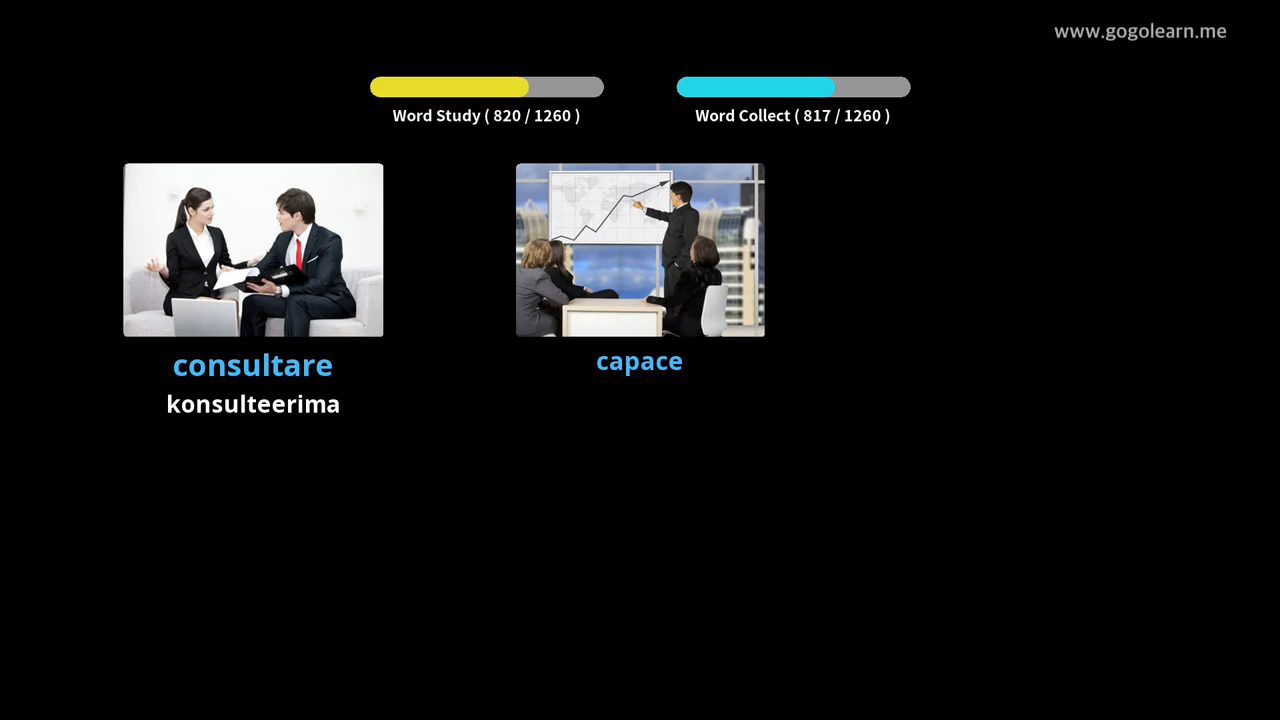 www.gogolearn.me
Word Study ( 820 / 1260 )
Word Collect ( 817 / 1260 )
consultare
konsulteerima
capace